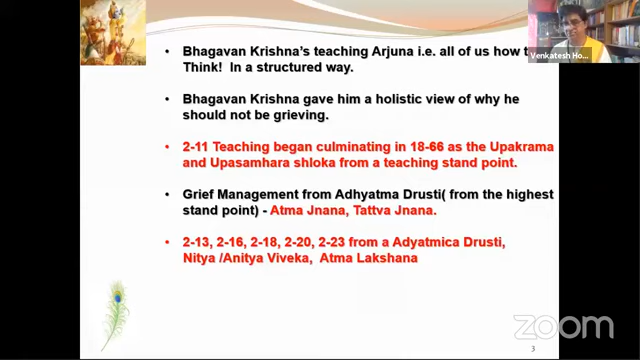 Bhagavan Krishna's teaching Arjuna i.e. all of us how
Think! In a structured way.
Bhagavan Krishna gave him a holistic view of why he
should not be grieving.
2-11 Teaching began culminating in 18-66 as the Upakrama
and Upasamhara shloka from a teaching stand point.
Grief Management from Adhyatma Drusti( from the highest
stand point) - Atma Jnana, Tattva Jnana.
2-13, 2-16, 2-18, 2-20, 2-23 from a Adyatmica Drusti,
Nitya /Anitya Viveka, Atma Lakshana
Venkatesh Ho...
zoom
3